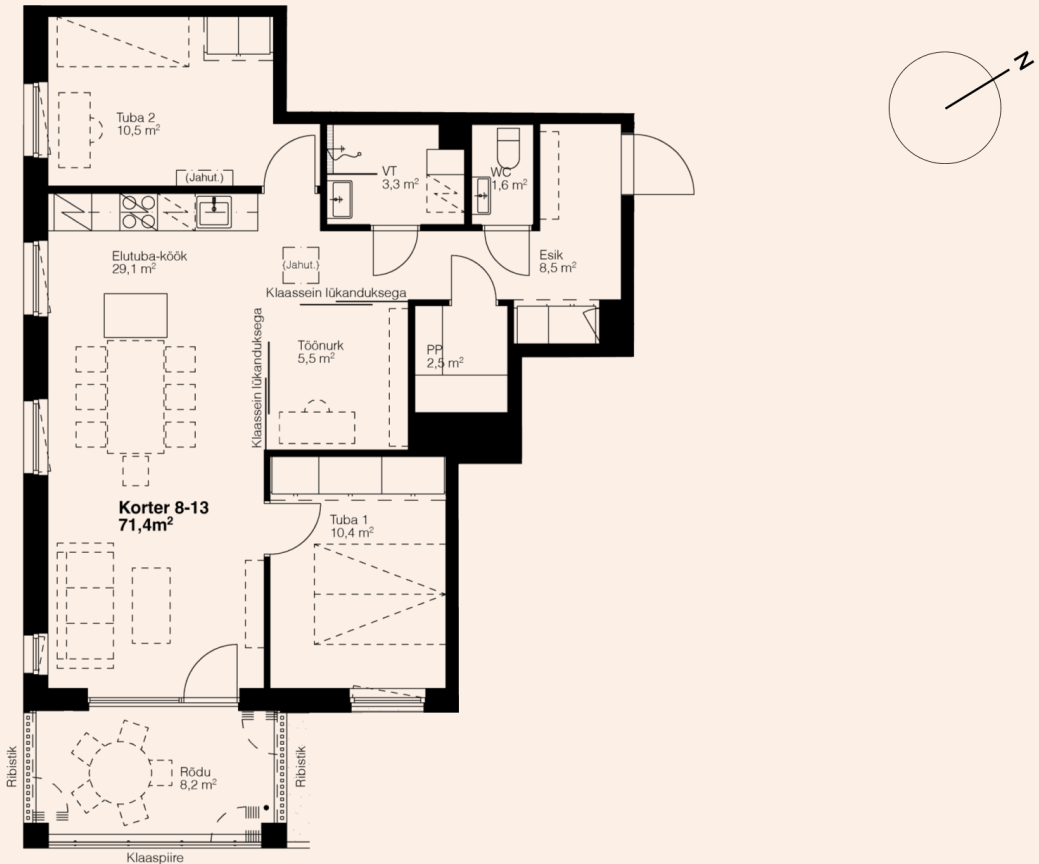 N
Tuba 2
10,5 m²
(Jahut.)
VT
3,3 m²
WC
1,6 m²
Elutuba-köök
29,1 m²
(Jahut.)
Esik
8,5 m²
Klaassein lükanduksega
Klaassein lükanduksega
Töönurk
5,5 m²
PP
2,5 m²
Korter 8-13
71,4m²
Tuba 1
10,4 m²
Ribistik
Rõdu
8,2 m²
Ribistik
Klaaspiire